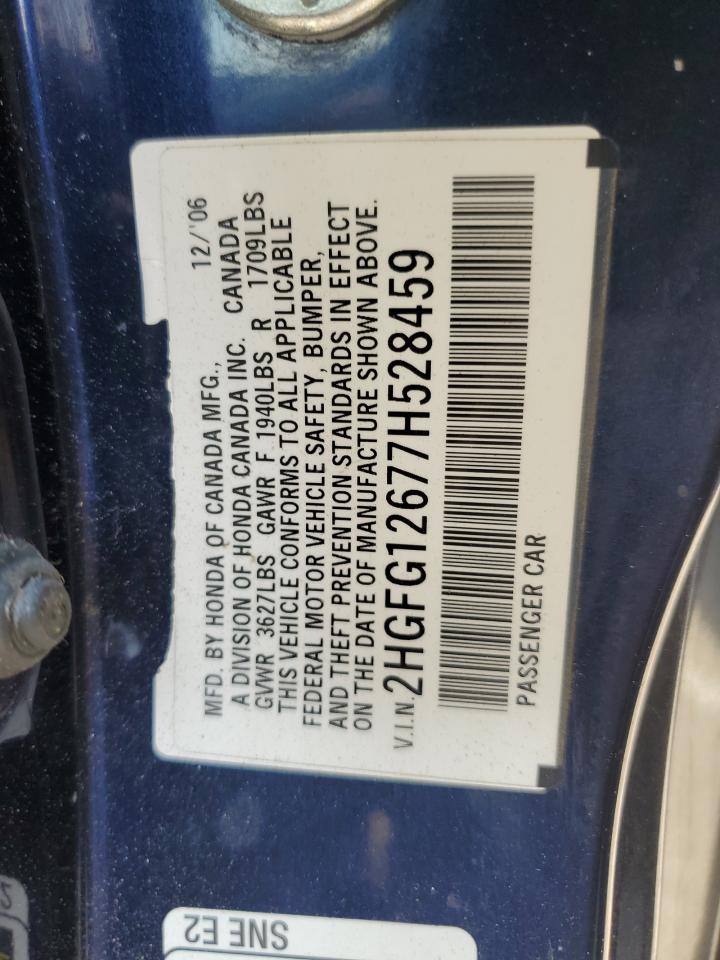 MFD. BY HONDA OF CANADA MFG., 12/'06
A DIVISION OF HONDA CANADA INC. CANADA
GVWR 3627LBS GAWR F 1940LBS R 1709LBS
THIS VEHICLE CONFORMS TO ALL APPLICABLE
FEDERAL MOTOR VEHICLE SAFETY, BUMPER,
AND THEFT PREVENTION STANDARDS IN EFFECT
ON THE DATE OF MANUFACTURE SHOWN ABOVE.
V.I.N. 2HGFG12677H528459
PASSENGER CAR
SNE E2